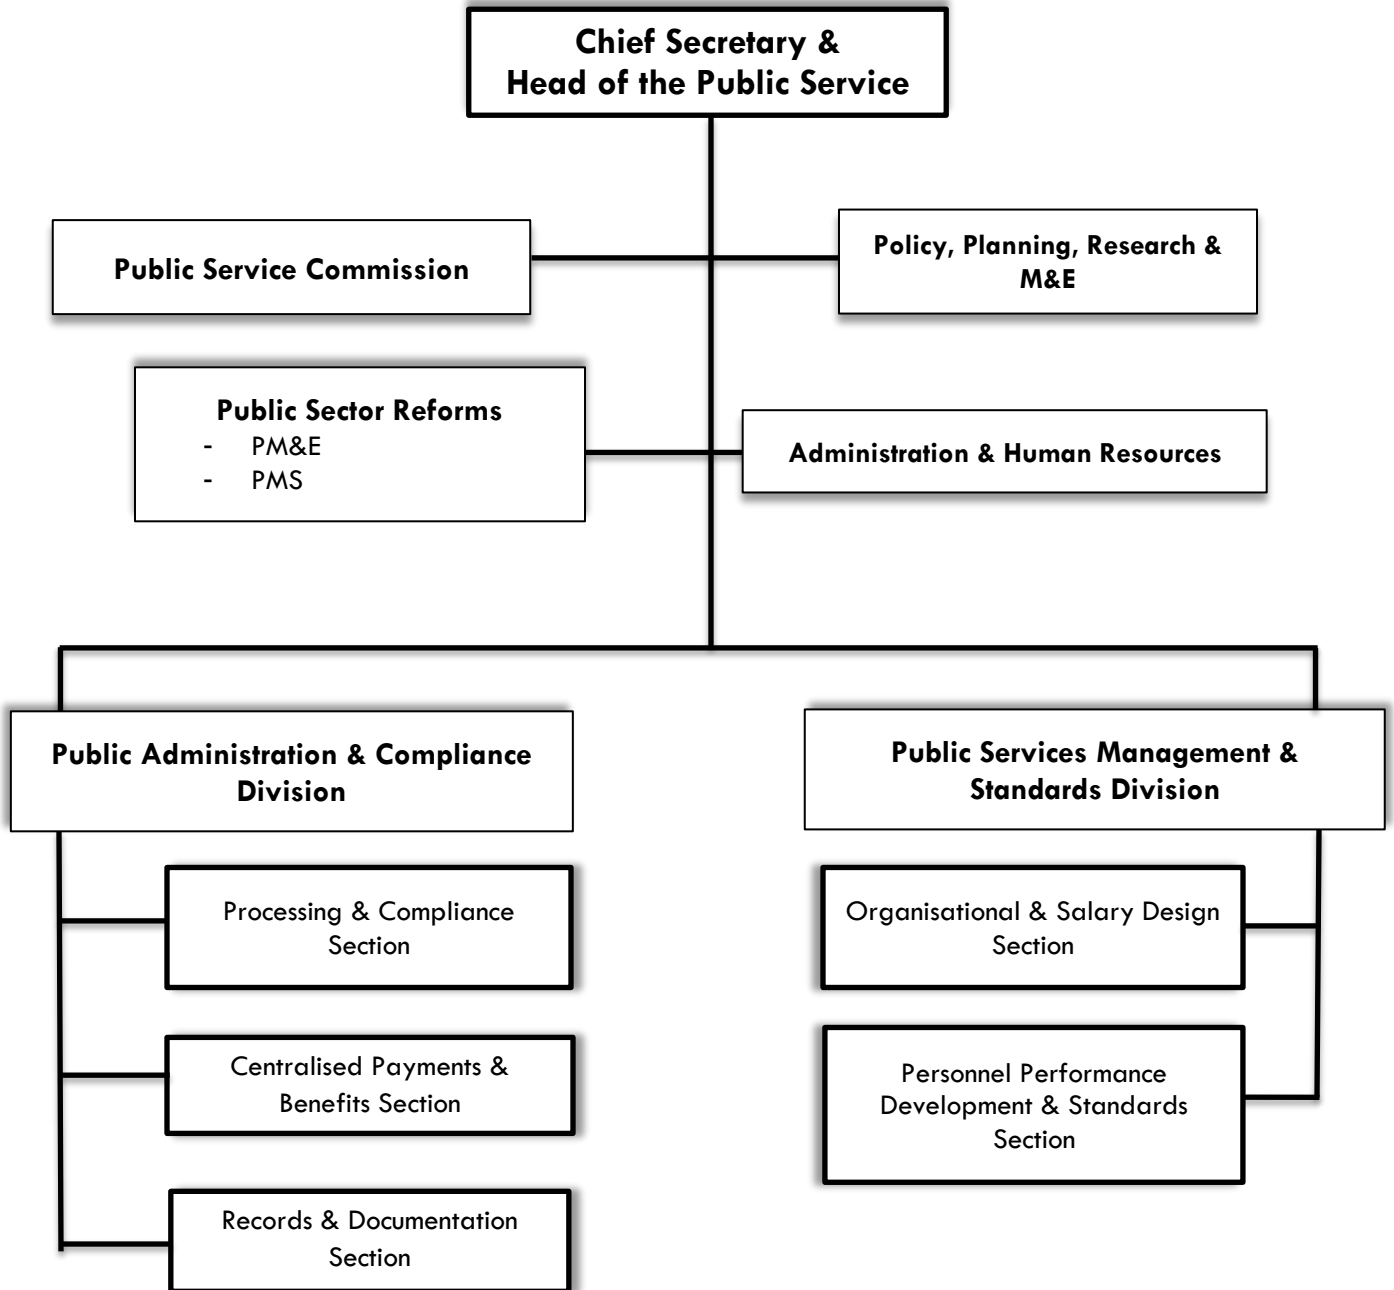 Chief Secretary &
Head of the Public Service
Public Service Commission
Policy, Planning, Research &
M&E
Public Sector Reforms
- PM&E
- PMS
Administration & Human Resources
Public Administration & Compliance
Division
Public Services Management &
Standards Division
Processing & Compliance
Section
Organisational & Salary Design
Section
Centralised Payments &
Benefits Section
Personnel Performance
Development & Standards
Section
Records & Documentation
Section